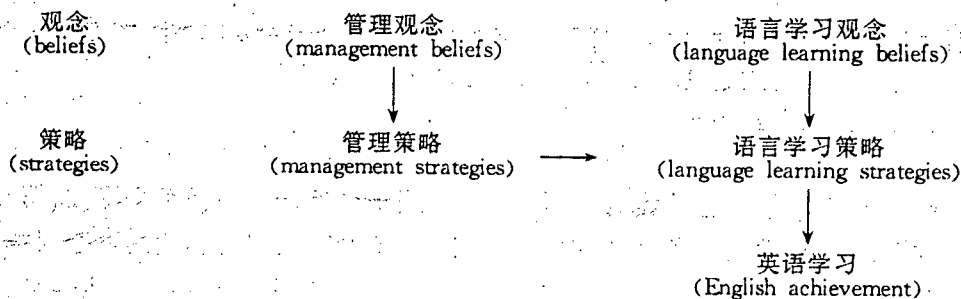 观念 管理观念 语言学习观念
(beliefs) (management beliefs) (language learning beliefs)
策略 管理策略 语言学习策略
(strategies) (management strategies) (language learning strategies)
英语学习
(English achievement)